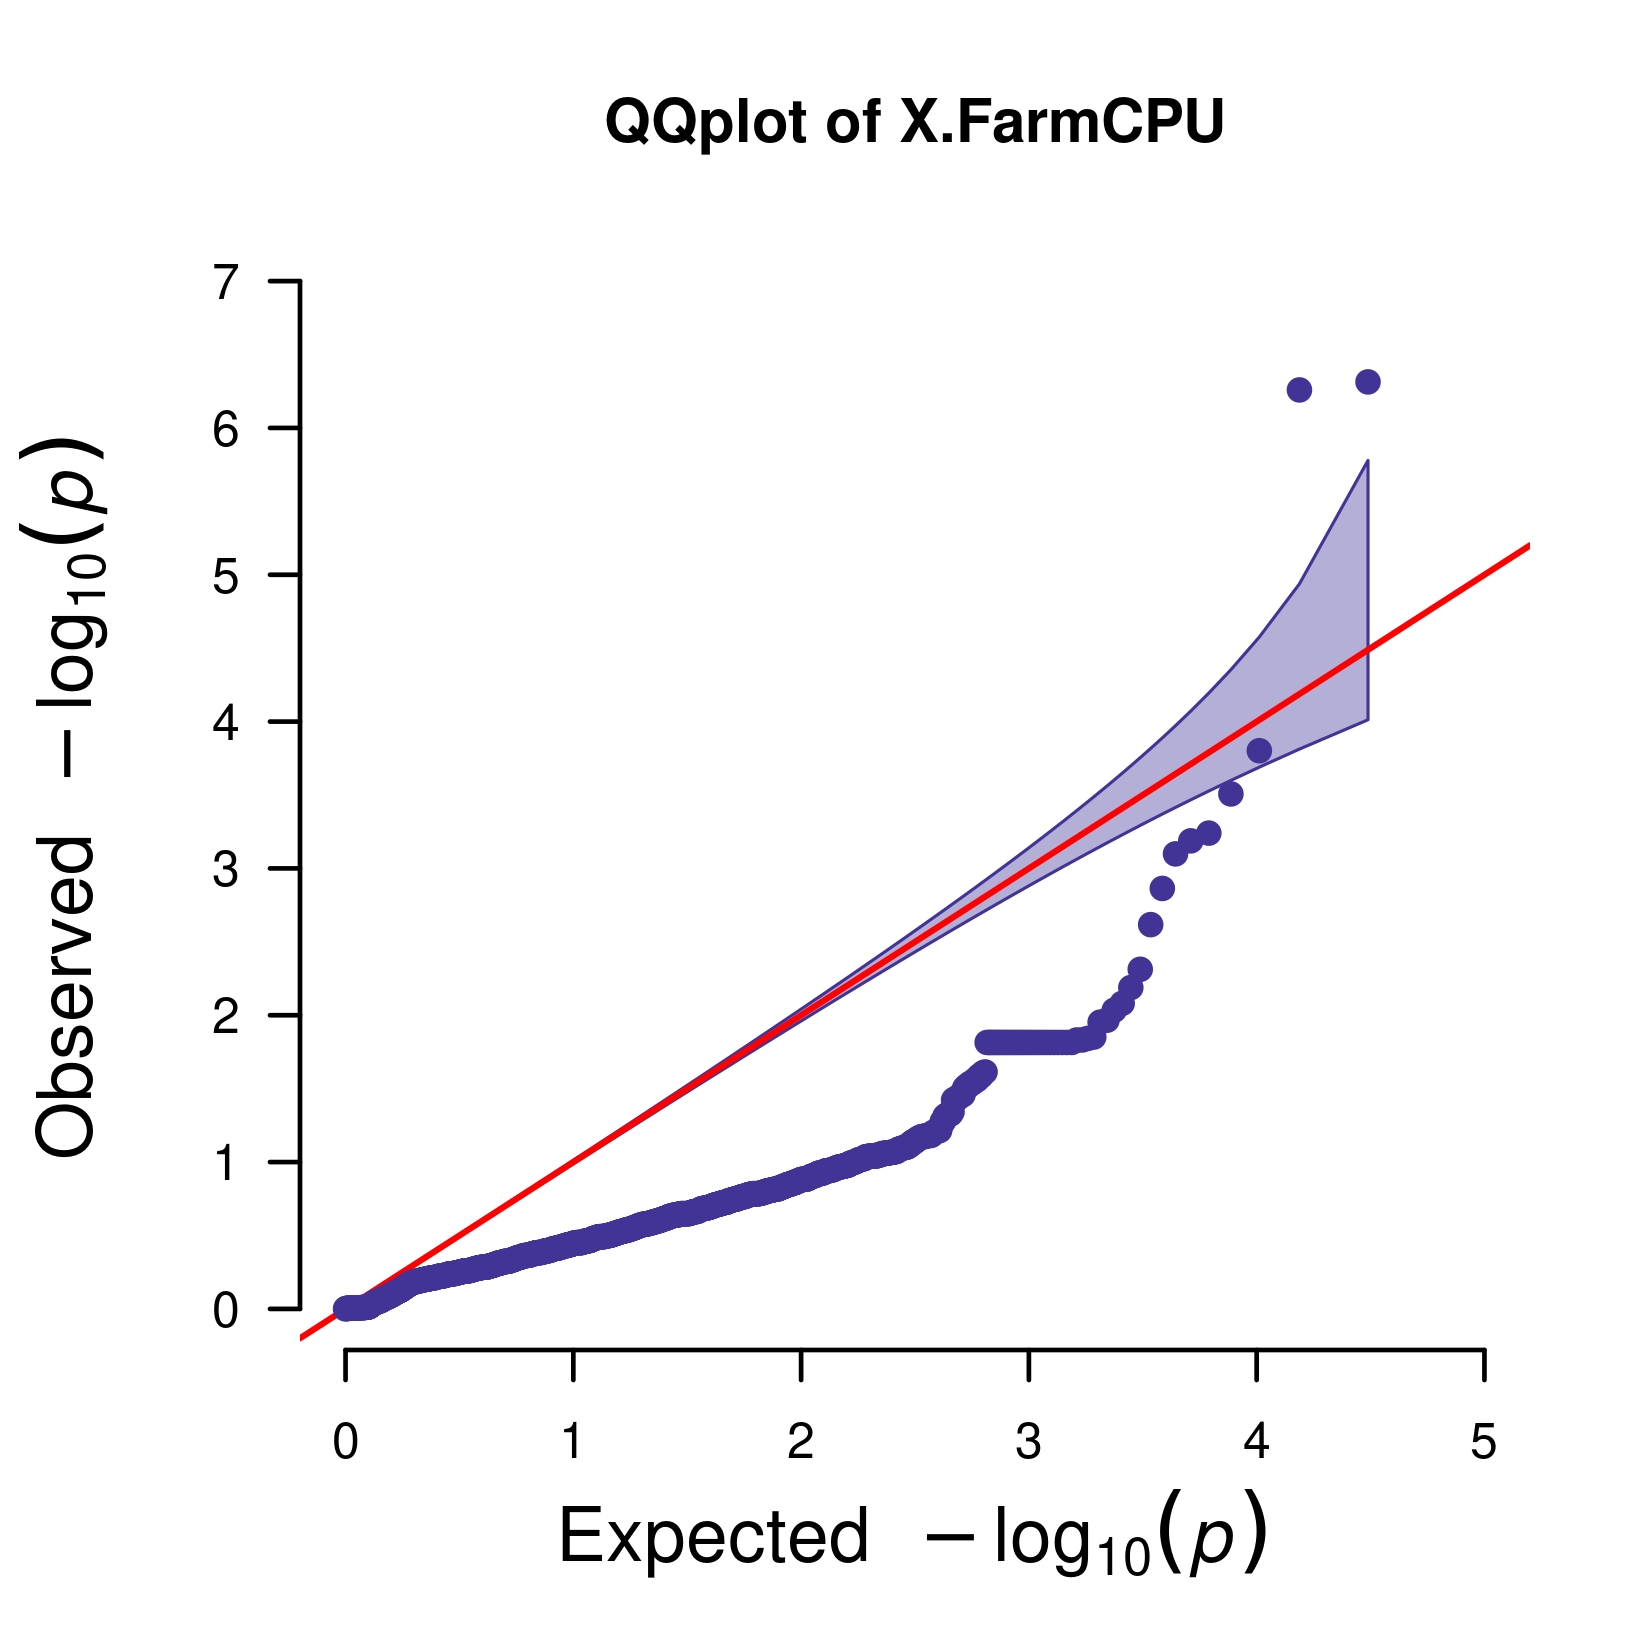 QQplot of X.FarmCPU
Observed −log10(p)
7
6
5
4
3
2
1
0
0 1 2 3 4 5
Expected −log10(p)